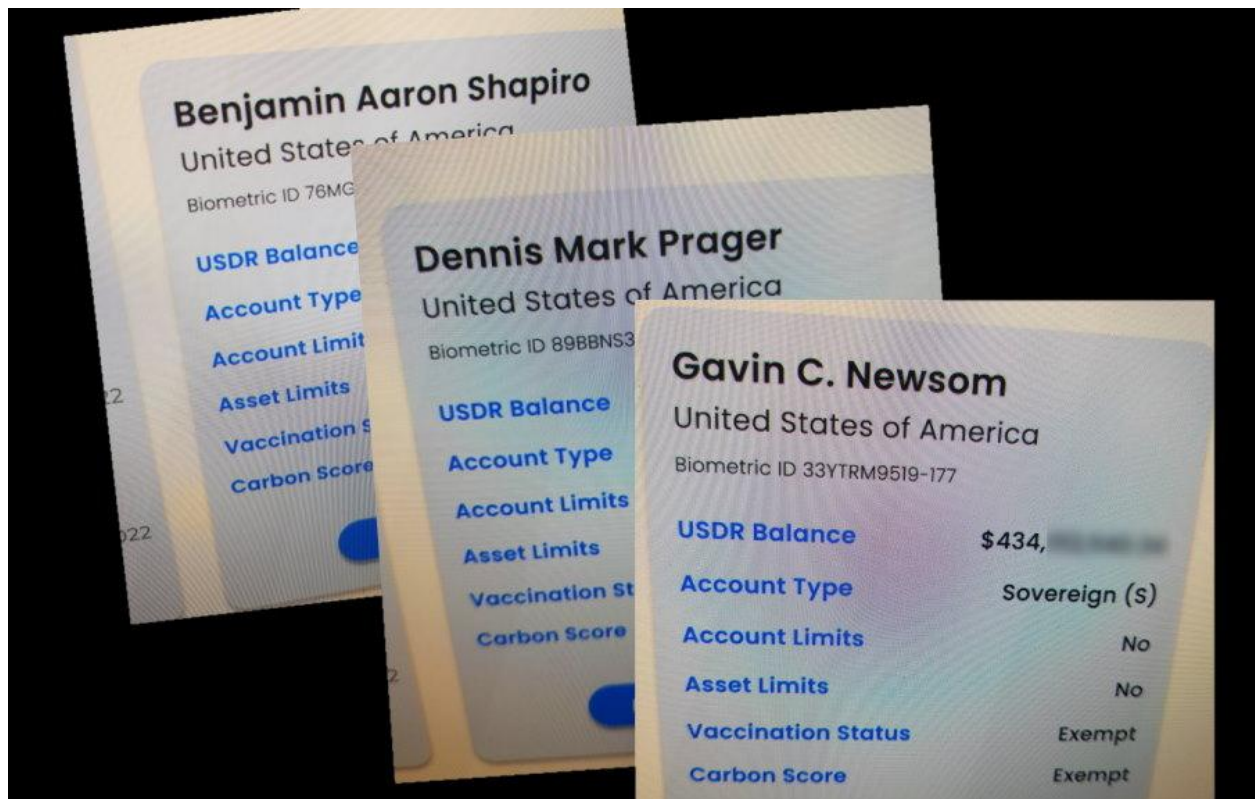 Benjamin Aaron Shapiro
United States of America
Biometric ID 76MG
USDR Balance
Account Type
Account Limit
Asset Limits
Vaccination S
Carbon Score
22
022
Dennis Mark Prager
United States of America
Biometric ID 89BBNS3
USDR Balance
Account Type
Account Limits
Asset Limits
Vaccination St
Carbon Score
2
Gavin C. Newsom
United States of America
Biometric ID 33YTRM9519-177
USDR Balance $434,
Account Type Sovereign (s)
Account Limits No
Asset Limits No
Vaccination Status Exempt
Carbon Score Exempt